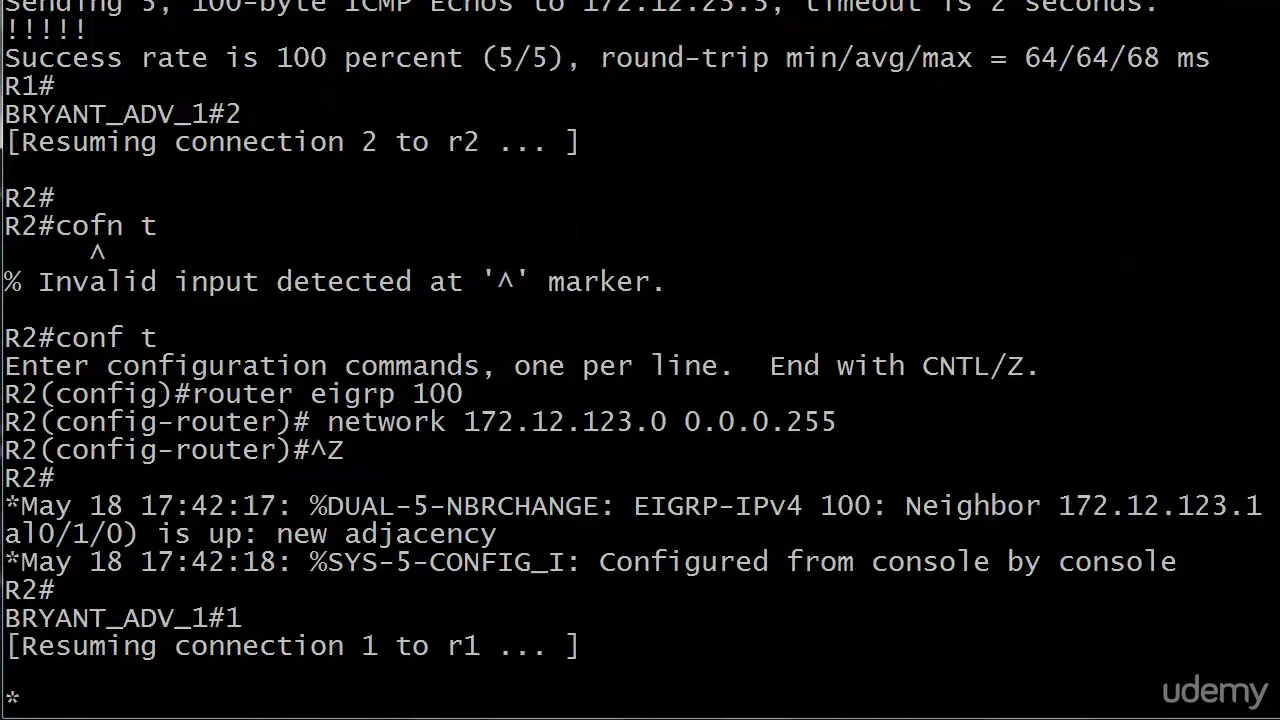 Sending 5, 100-byte ICMP Echos to 172.12.23.3, timeout is 2 seconds:
!!!!!
Success rate is 100 percent (5/5), round-trip min/avg/max = 64/64/68 ms
R1#
BRYANT_ADV_1#2
[Resuming connection 2 to r2 ... ]
R2#
R2#cofn t
^
% Invalid input detected at '^' marker.
R2#conf t
Enter configuration commands, one per line.  End with CNTL/Z.
R2(config)#router eigrp 100
R2(config-router)# network 172.12.123.0 0.0.0.255
R2(config-router)#^Z
R2#
*May 18 17:42:17: %DUAL-5-NBRCHANGE: EIGRP-IPv4 100: Neighbor 172.12.123.1
al0/1/0) is up: new adjacency
*May 18 17:42:18: %SYS-5-CONFIG_I: Configured from console by console
R2#
BRYANT_ADV_1#1
[Resuming connection 1 to r1 ... ]
*
udemy